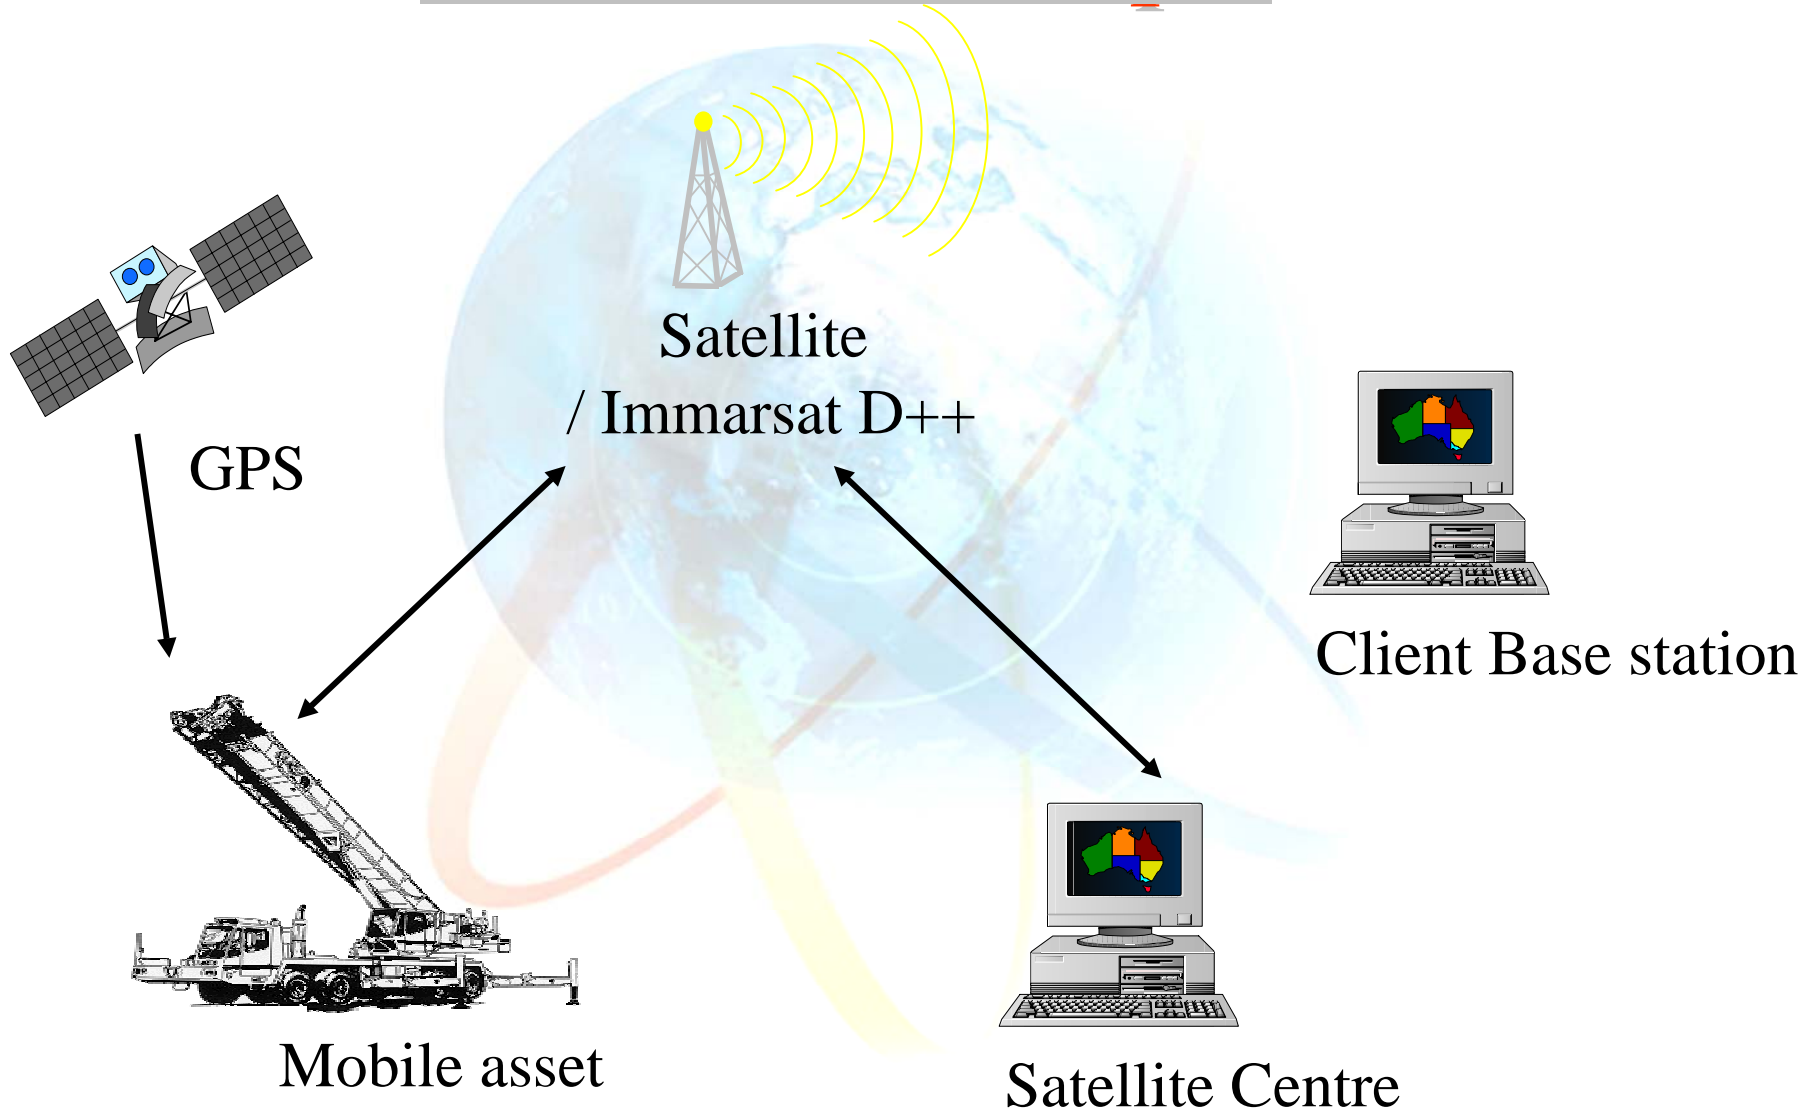 Satellite
/ Immarsat D++
GPS
Client Base station
Mobile asset
Satellite Centre